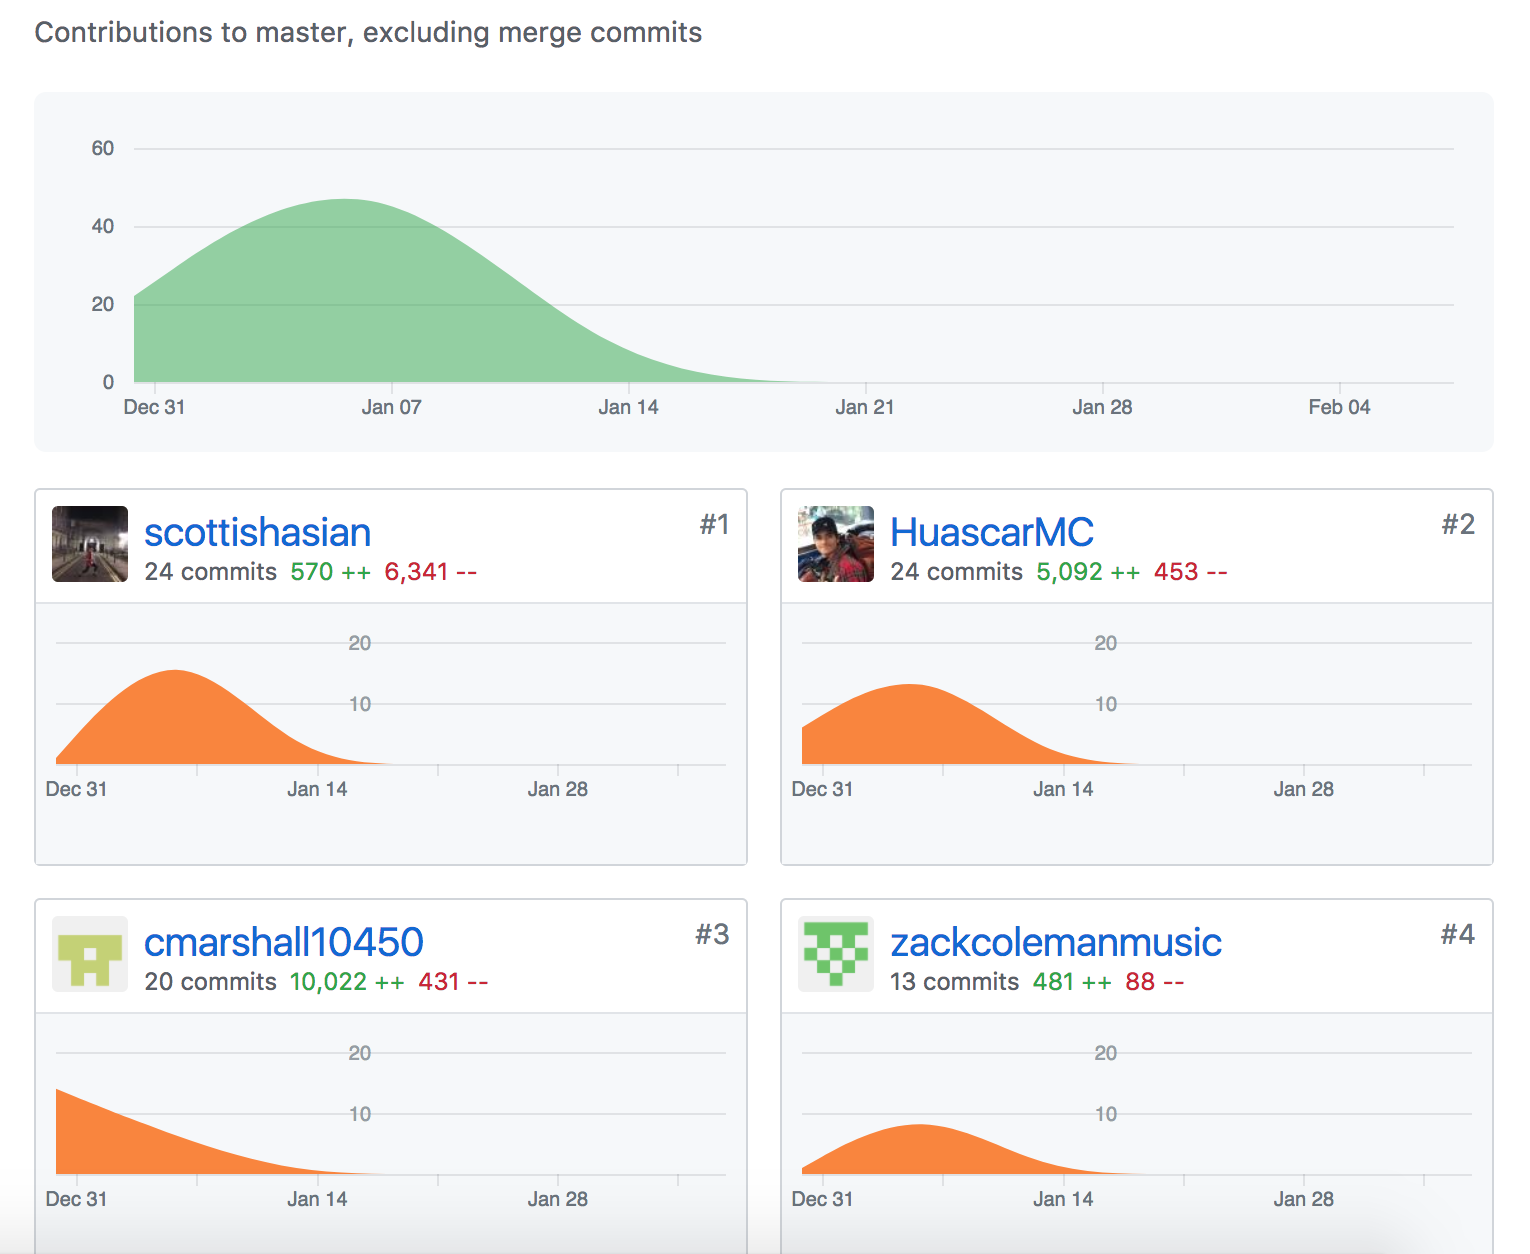 Contributions to master, excluding merge commits
60
40
20
0
Dec 31 Jan 07 Jan 14 Jan 21 Jan 28 Feb 04
scottishasian #1
24 commits 570 ++ 6,341 --
20
10
Dec 31 Jan 14 Jan 28
HuascarMC #2
24 commits 5,092 ++ 453 --
20
10
Dec 31 Jan 14 Jan 28
cmarshall10450 #3
20 commits 10,022 ++ 431 --
20
10
Dec 31 Jan 14 Jan 28
zackcolemanmusic #4
13 commits 481 ++ 88 --
20
10
Dec 31 Jan 14 Jan 28